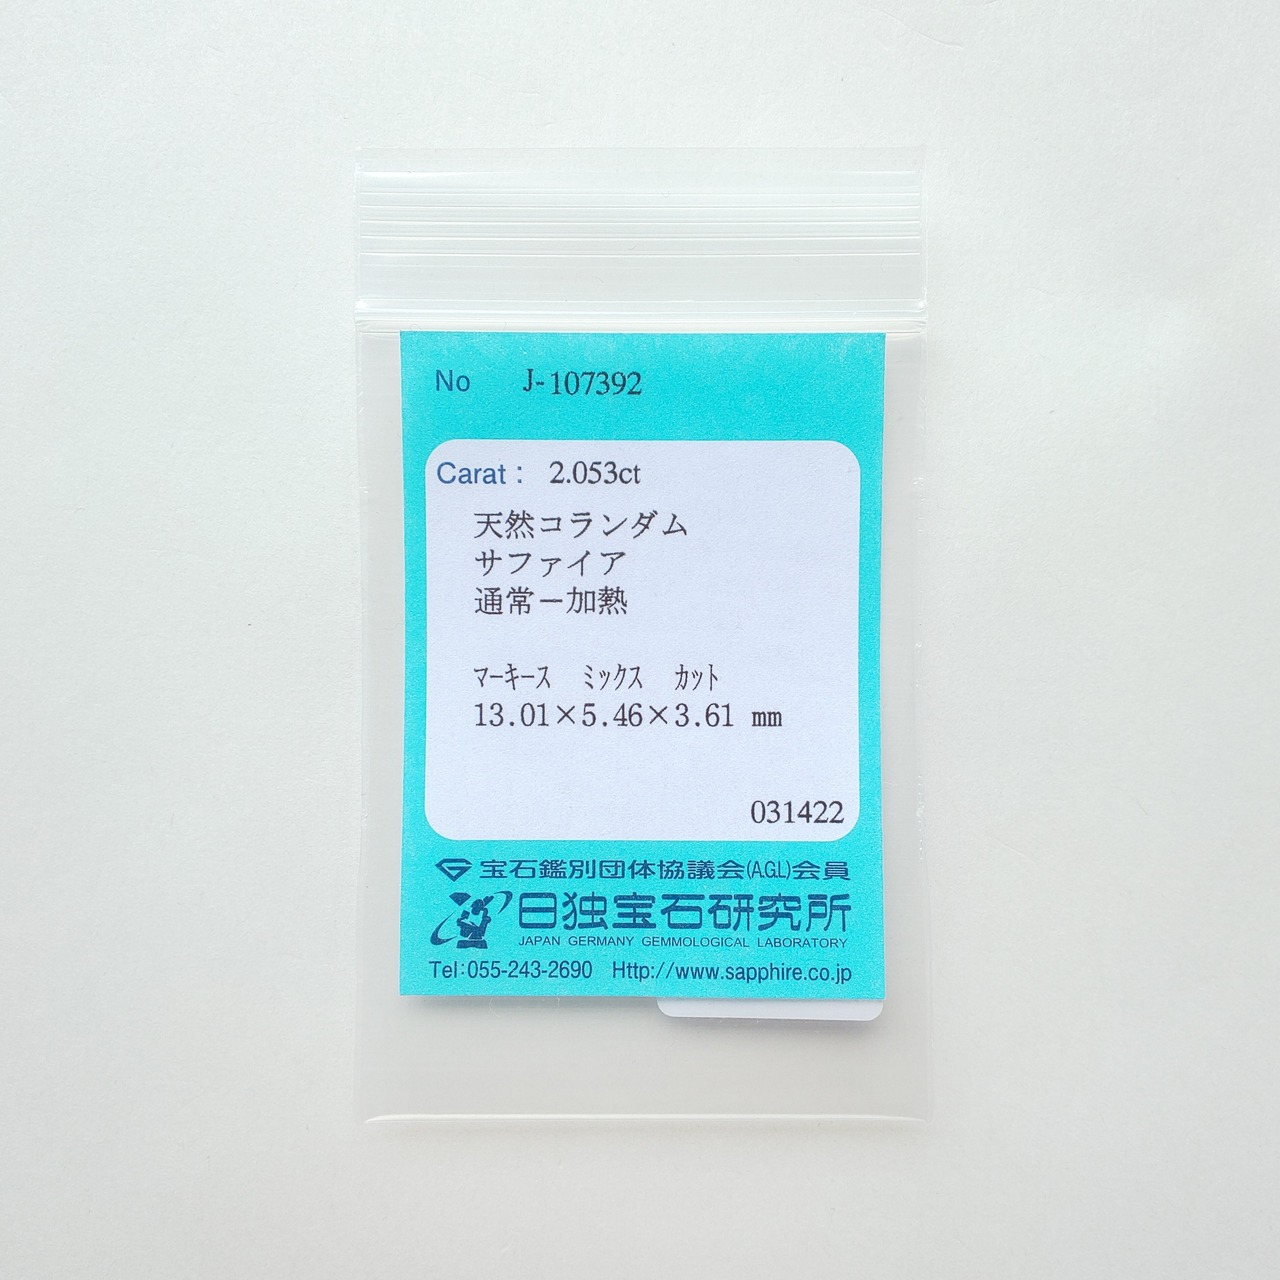 No J-107392
Carat : 2.053ct
天然コランダム
サファイア
通常－加熱
ﾏｰｷｰｽ ﾐｯｸｽ ｶｯﾄ
13.01×5.46×3.61 mm
031422
宝石鑑別団体協議会(A.G.L)会員
日独宝石研究所
JAPAN GERMANY GEMMOLOGICAL LABORATORY
Tel:055-243-2690 Http://www.sapphire.co.jp